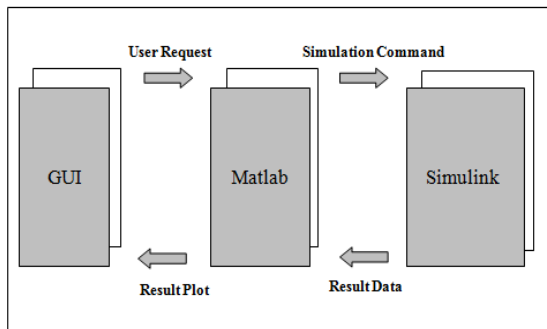 User Request
Simulation Command
GUI
Matlab
Simulink
Result Plot
Result Data